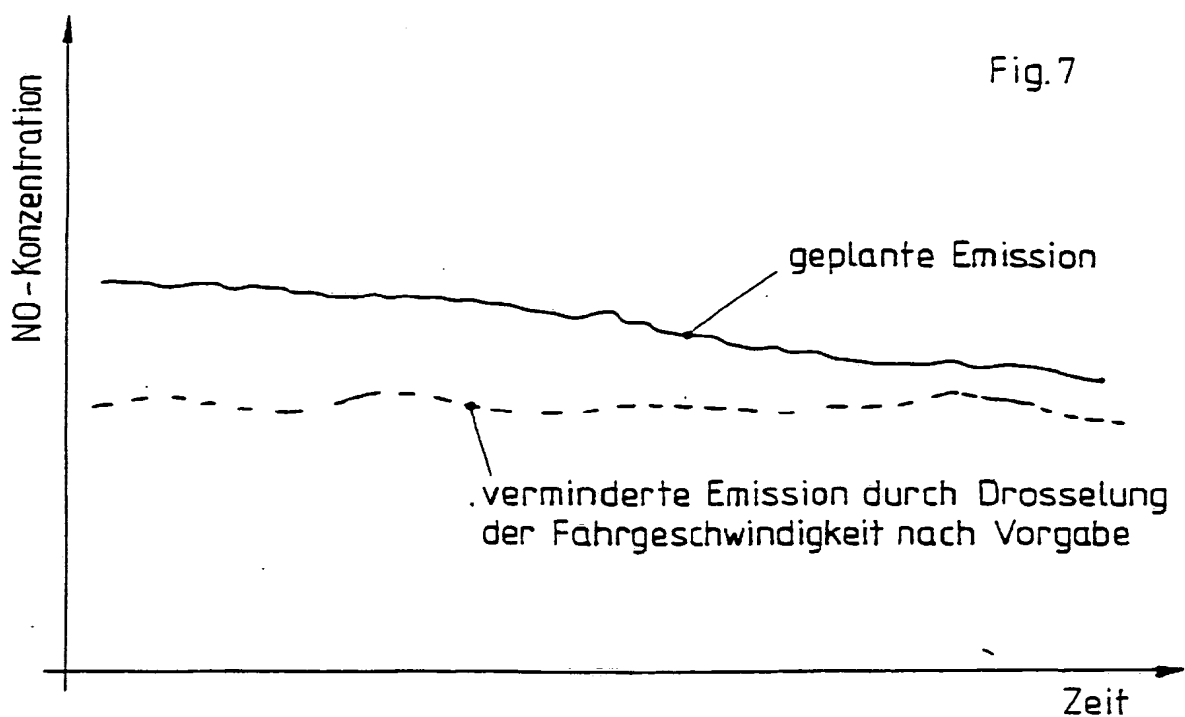 Fig. 7
NO-Konzentration
geplante Emission
verminderte Emission durch Drosselung
der Fahrgeschwindigkeit nach Vorgabe
Zeit